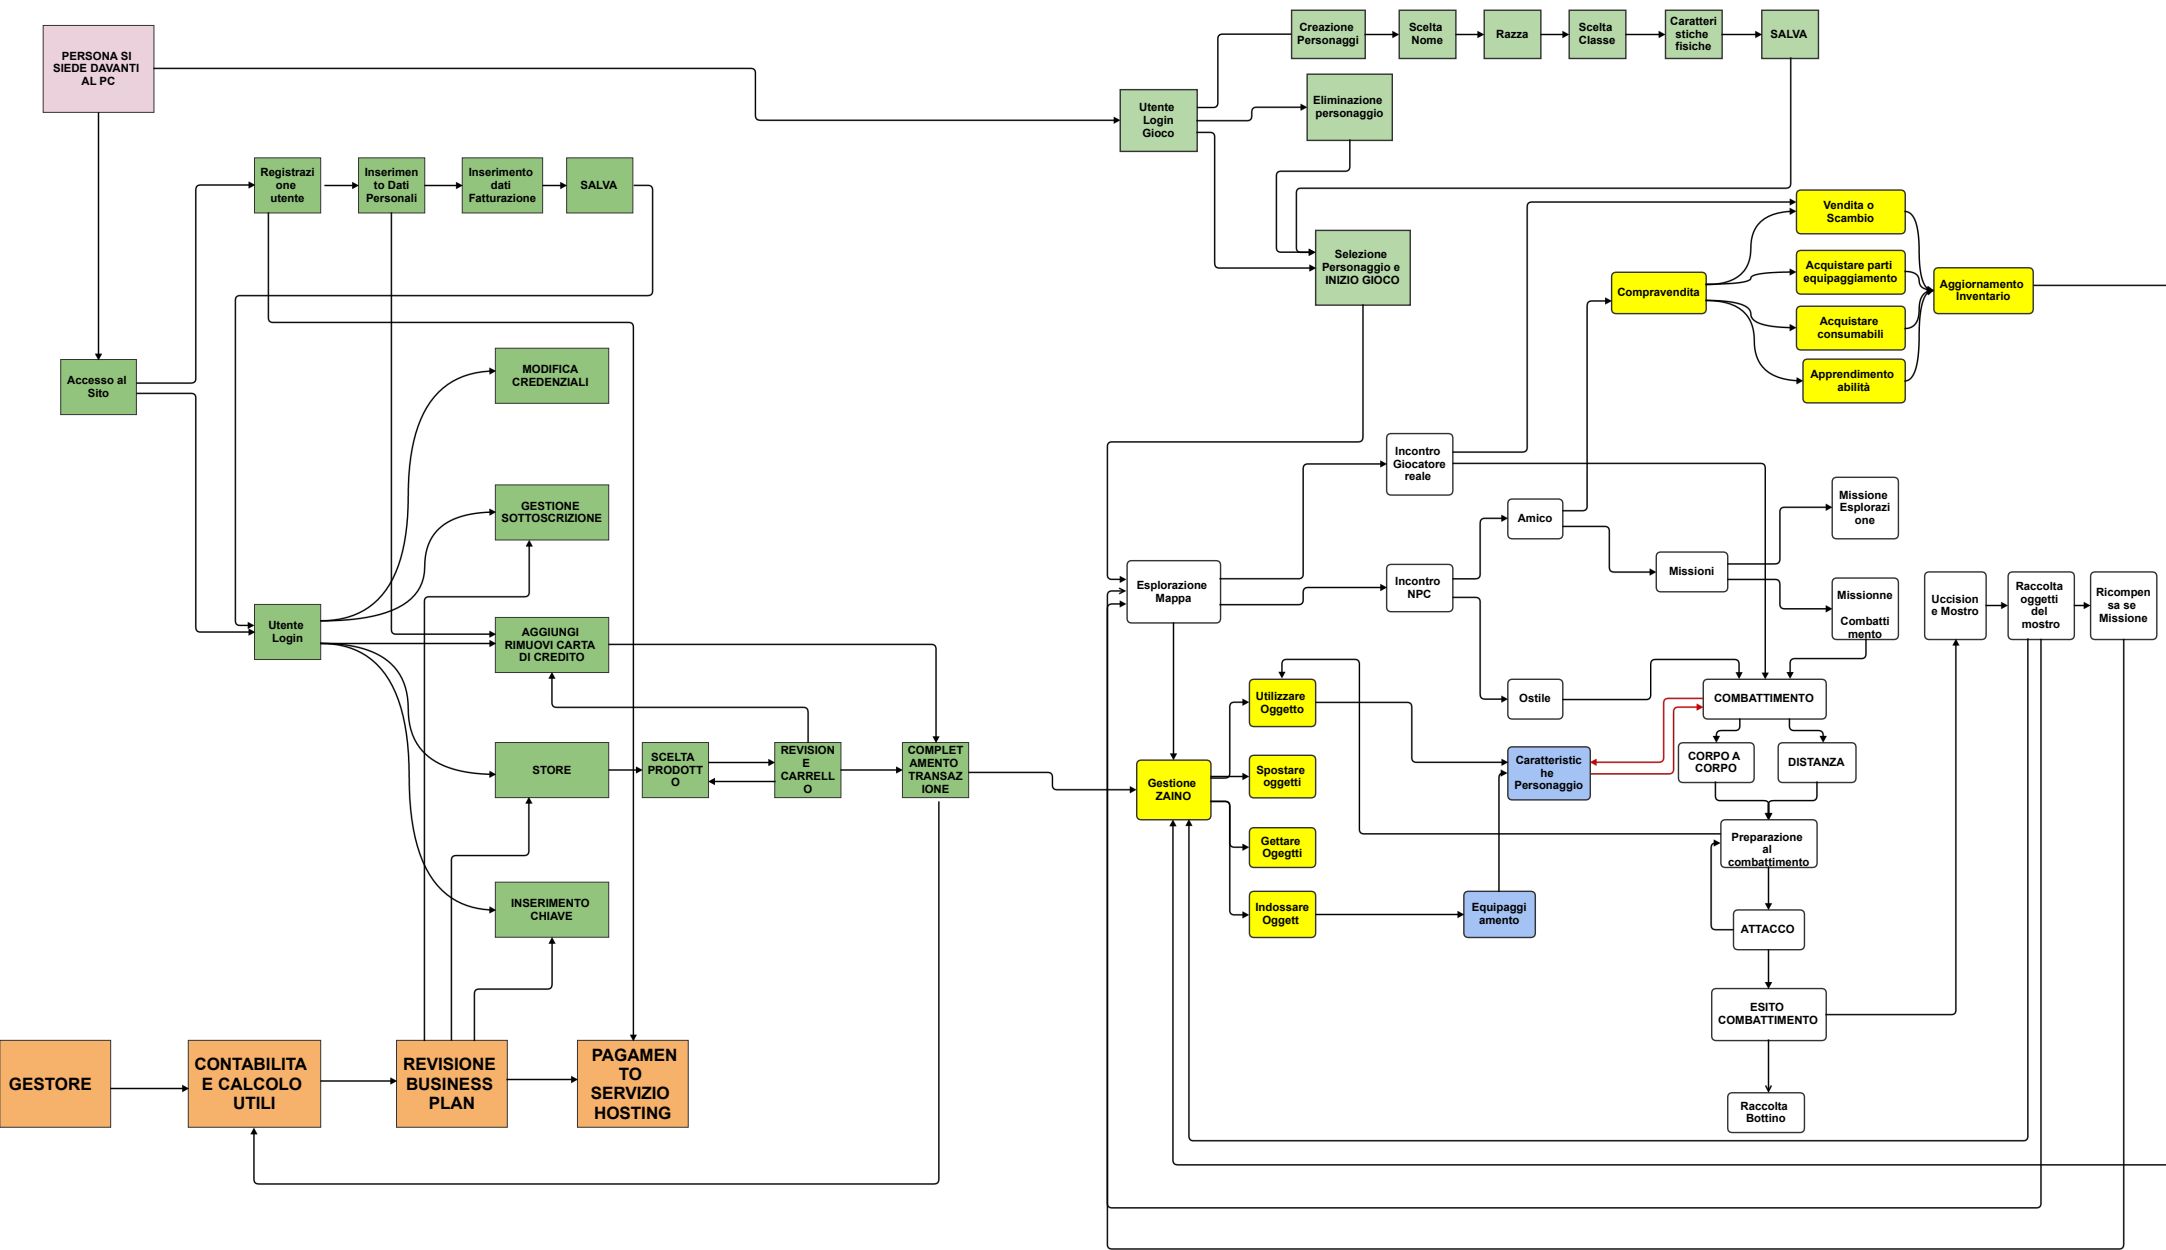 PERSONA SI
SIEDE DAVANTI
AL PC
Creazione
Personaggi
Scelta
Nome
Razza
Scelta
Classe
Caratteri
stiche
fisiche
SALVA
Utente
Login
Gioco
Eliminazione
personaggio
Registrazi
one
utente
Inserimen
to Dati
Personali
Inserimento
dati
Fatturazione
SALVA
Selezione
Personaggio e
INIZIO GIOCO
Vendita o
Scambio
Acquistare parti
equipaggiamento
Compravendita
Aggiornamento
Inventario
Acquistare
consumabili
Apprendimento
abilità
Accesso al
Sito
MODIFICA
CREDENZIALI
GESTIONE
SOTTOSCRIZIONE
Incontro
Giocatore
reale
Amico
Missione
Esplorazi
one
Esplorazione
Mappa
Incontro
NPC
Missioni
Missionne
Combatti
mento
Uccision
e Mostro
Raccolta
oggetti
del
mostro
Ricompen
sa se
Missione
Utente
Login
AGGIUNGI
RIMUOVI CARTA
DI CREDITO
Utilizzare
Oggetto
Ostile
COMBATTIMENTO
STORE
SCELTA
PRODOTT
O
REVISION
E
CARRELL
O
COMPLET
AMENTO
TRANSAZ
IONE
Gestione
ZAINO
Spostare
oggetti
Caratteristic
he
Personaggio
CORPO A
CORPO
DISTANZA
Gettare
Ogegtti
Preparazione
al
combattimento
INSERIMENTO
CHIAVE
Indossare
Oggett
Equipaggi
amento
ATTACCO
ESITO
COMBATTIMENTO
GESTORE
CONTABILITA
E CALCOLO
UTILI
REVISIONE
BUSINESS
PLAN
PAGAMEN
TO
SERVIZIO
HOSTING
Raccolta
Bottino